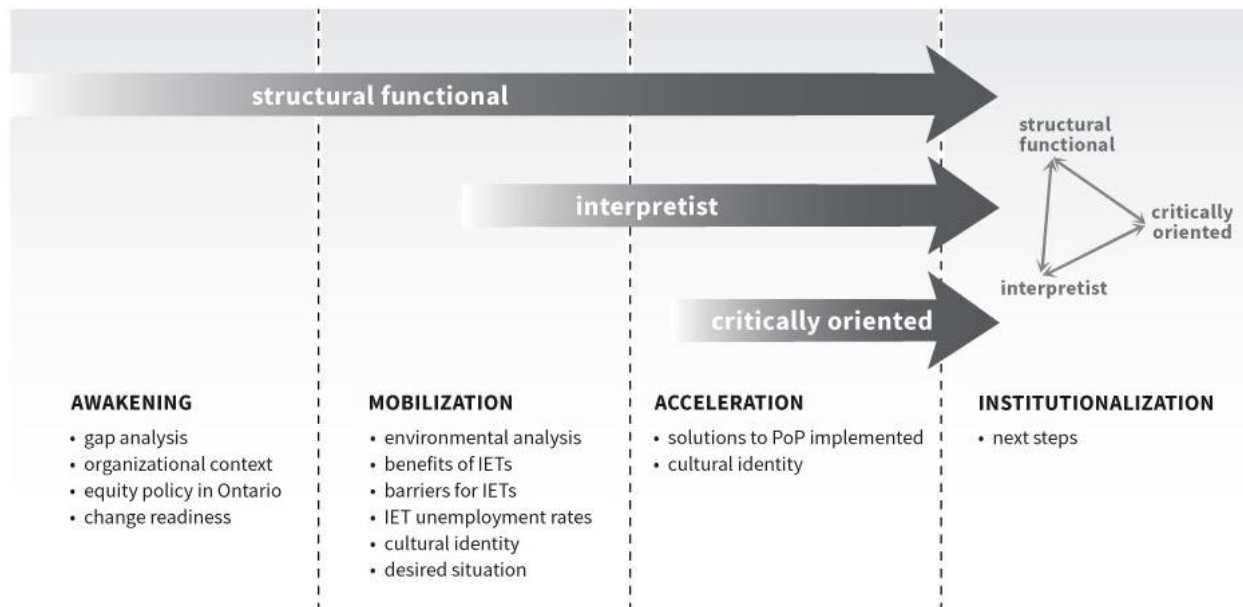 structural functional
interpretist
critically oriented
structural
functional
critically
oriented
interpretist
AWAKENING
• gap analysis
• organizational context
• equity policy in Ontario
• change readiness
MOBILIZATION
• environmental analysis
• benefits of IETs
• barriers for IETs
• IET unemployment rates
• cultural identity
• desired situation
ACCELERATION
• solutions to PoP implemented
• cultural identity
INSTITUTIONALIZATION
• next steps